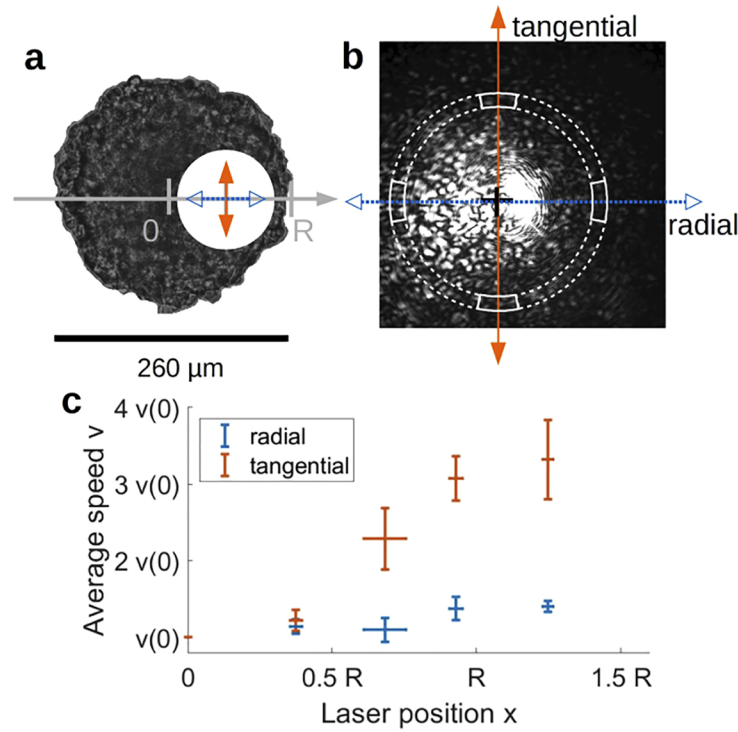 a
0
R
260 µm
b
tangential
radial
c
4 v(0)
3 v(0)
2 v(0)
v(0)
Average speed v
radial
tangential
0
0.5 R
R
1.5 R
Laser position x